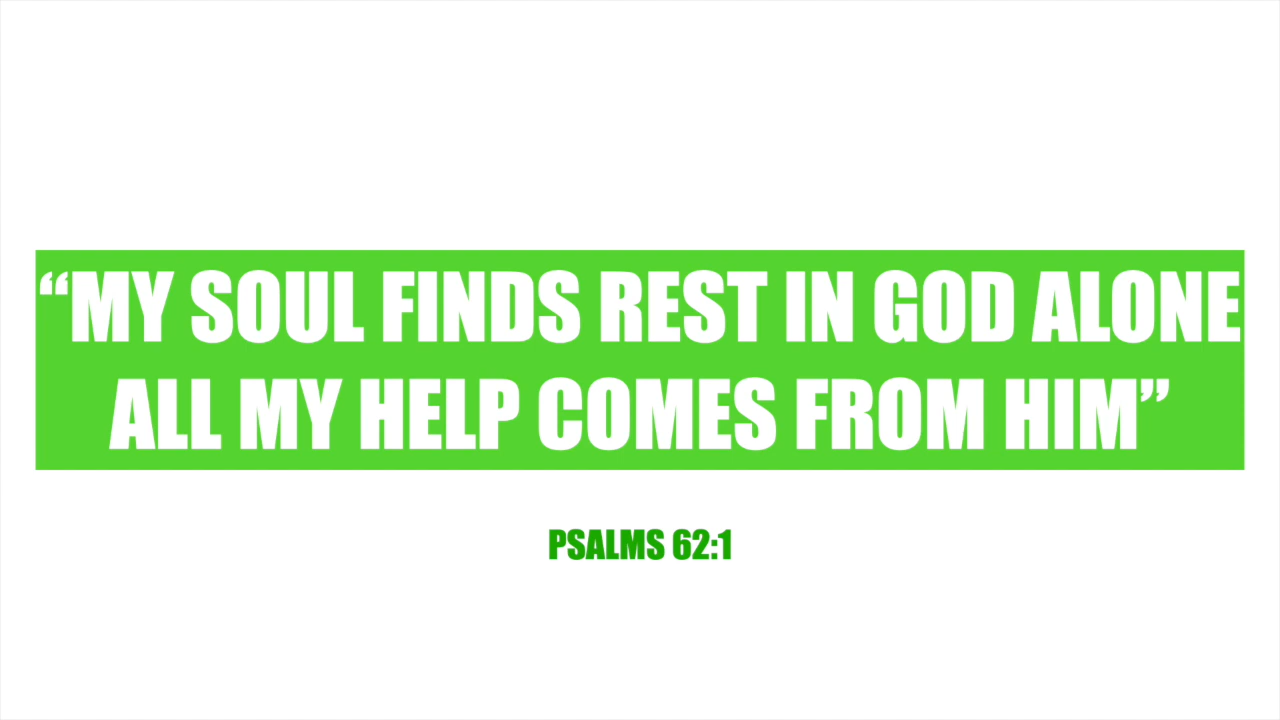 “MY SOUL FINDS REST IN GOD ALONE
ALL MY HELP COMES FROM HIM”
PSALMS 62:1